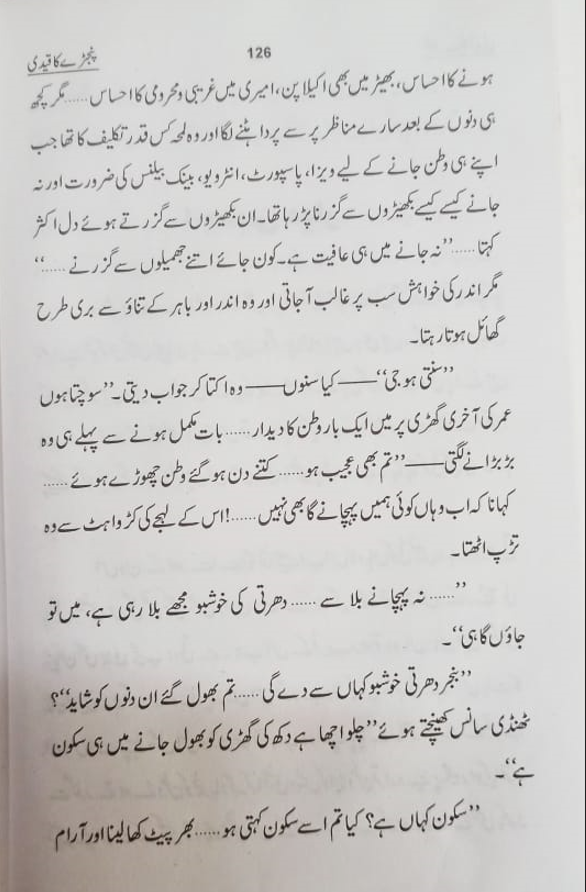 126
پنجڑے کا قیدی
ہونے کا احساس، بھیڑ میں بھی اکیلا پن، امیری میں غریبی و محرومی کا احساس...... مگر کچھ
ہی دنوں کے بعد سارے مناظر پر سے پردا ہٹنے لگا اور وہ لمحہ کس قدر تکلیف کا تھا جب
اپنے ہی وطن جانے کے لیے ویزا، پاسپورٹ، انٹرویو، بینک بیلنس کی ضرورت اور نہ
جانے کیسے کیسے بکھیڑوں سے گزرنا پڑ رہا تھا۔ ان بکھیڑوں سے گزرتے ہوئے دل اکثر
کہتا......’’نہ جانے میں ہی عافیت ہے۔ کون جائے اتنے جھمیلوں سے گزرنے ......‘‘
مگر اندر کی خواہش سب پر غالب آ جاتی اور وہ اندر اور باہر کے تناؤ سے بری طرح
گھائل ہوتا رہتا۔
’’سنتی ہو جی‘‘—— کیا سنوں —— وہ اکتا کر جواب دیتی۔ ’’سوچتا ہوں
عمر کی آخری گھڑی پر میں ایک بار وطن کا دیدار...... بات مکمل ہونے سے پہلے ہی وہ
بڑبڑانے لگتی——’’تم بھی عجیب ہو...... کتنے دن ہو گئے وطن چھوڑے ہوئے ......
کہا نا کہ اب وہاں کوئی ہمیں پہچانے گا بھی نہیں......! اس کے لہجے کی کڑواہٹ سے وہ
تڑپ اٹھتا۔
’’......نہ پہچانے بلا سے ...... دھرتی کی خوشبو مجھے بلا رہی ہے، میں تو
جاؤں گا ہی‘‘۔
’’بنجر دھرتی خوشبو کہاں سے دے گی...... تم بھول گئے ان دنوں کو شاید‘‘؟
ٹھنڈی سانس کھینچتے ہوئے ’’چلو اچھا ہے دکھ کی گھڑی کو بھول جانے میں ہی سکون
ہے‘‘۔
’’سکون کہاں ہے؟ کیا تم اسے سکون کہتی ہو...... بھر پیٹ کھا لینا اور آرام